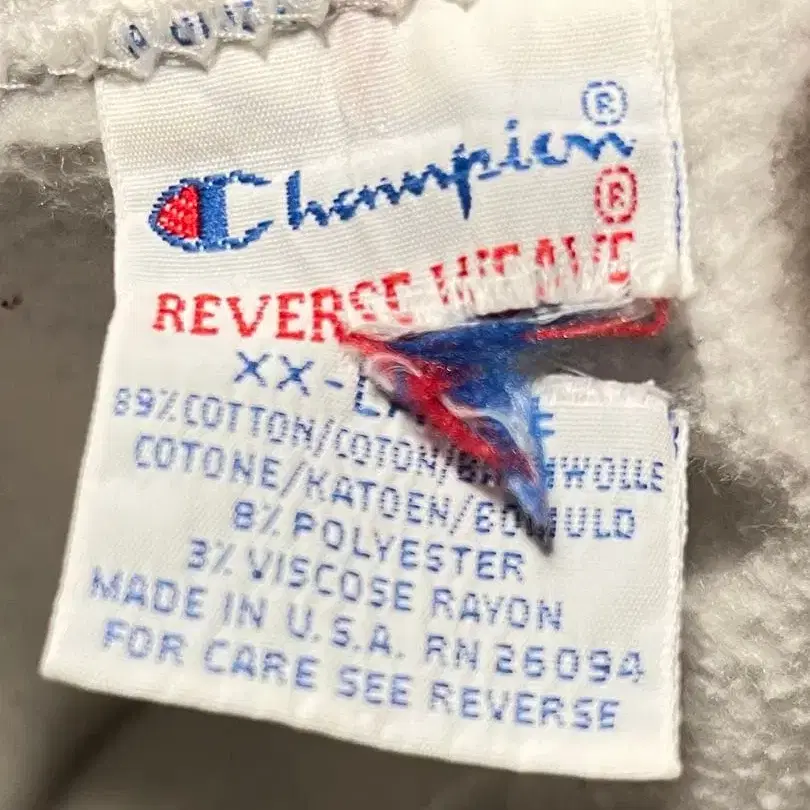 Champion®
®
REVERSE WEAVE
XX-
89% COTTON/COTON/
COTONE/KATOEN/
8% POLYESTER
3% VISCOSE RAYON
MADE IN U.S.A. RN 26094
FOR CARE SEE REVERSE